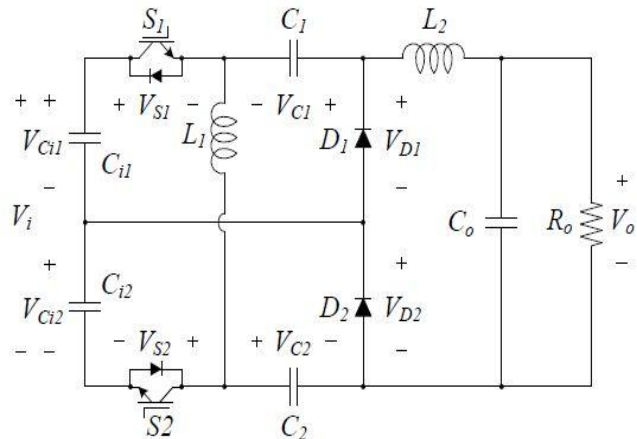 S1 C1 L2
+ + + VS1 − − VC1 + +
VCi1 L1 D1 VD1
Ci1
− − +
Vi Co Ro Vo
+ Ci2 + −
VCi2 D2 VD2
− − − VS2 + + VC2 − −
S2 C2